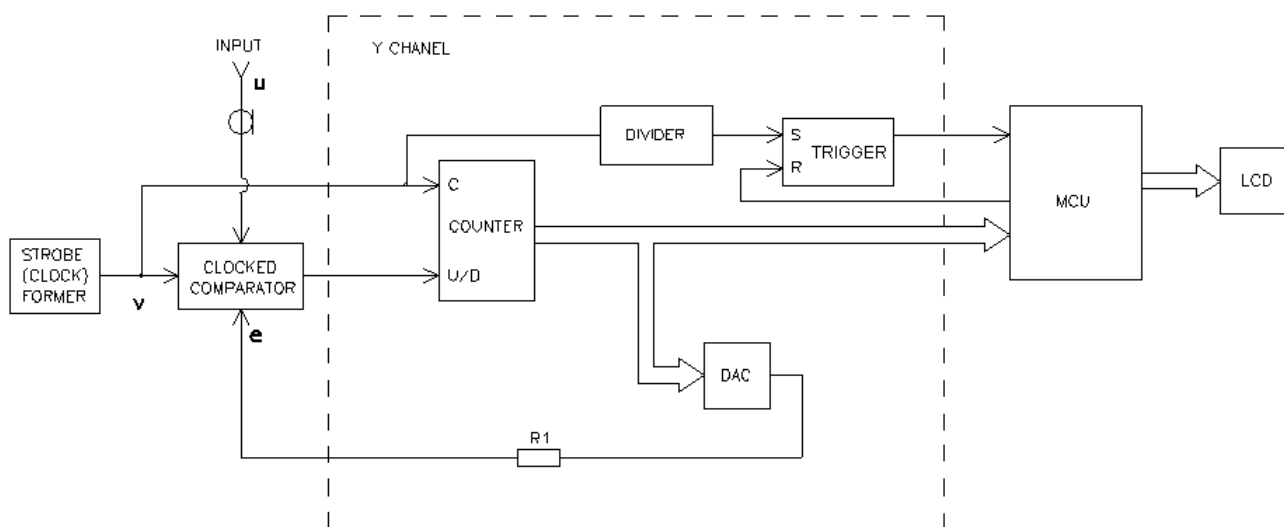 INPUT
u
Y CHANEL
DIVIDER
S
R
TRIGGER
MCU
LCD
C
COUNTER
U/D
STROBE
(CLOCK)
FORMER
v
CLOCKED
COMPARATOR
e
DAC
R1